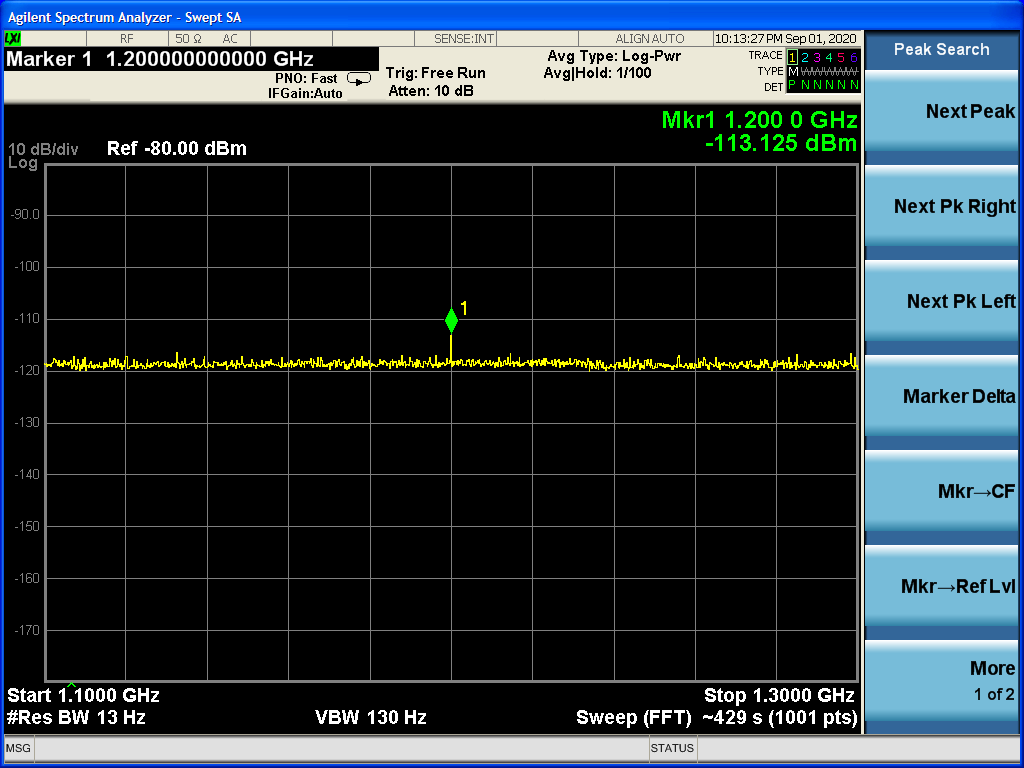 Agilent Spectrum Analyzer - Swept SA
LXI RF 50 Ω AC SENSE:INT ALIGN AUTO 10:13:27 PM Sep 01, 2020
Marker 1 1.200000000000 GHz
PNO: Fast
IFGain:Auto
Trig: Free Run
Atten: 10 dB
Avg Type: Log-Pwr
Avg|Hold: 1/100
TRACE 1 2 3 4 5 6
TYPE M W W W W W
DET P N N N N N
Mkr1 1.200 0 GHz
-113.125 dBm
10 dB/div
Log
Ref -80.00 dBm
-90.0
-100
-110
-120
-130
-140
-150
-160
-170
1
Start 1.1000 GHz
Stop 1.3000 GHz
#Res BW 13 Hz
VBW 130 Hz
Sweep (FFT) ~429 s (1001 pts)
MSG
STATUS
Peak Search
Next Peak
Next Pk Right
Next Pk Left
Marker Delta
Mkr→CF
Mkr→Ref Lvl
More
1 of 2